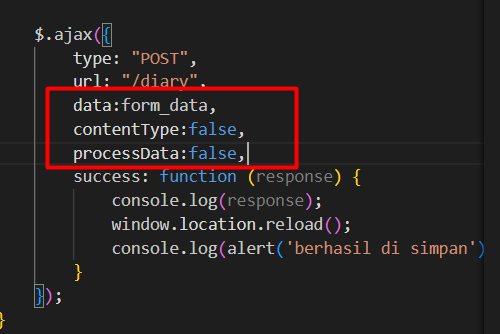 $.ajax({
type: "POST",
url: "/diary",
data:form_data,
contentType:false,
processData:false,
success: function (response) {
console.log(response);
window.location.reload();
console.log(alert('berhasil di simpan')
}
});
}